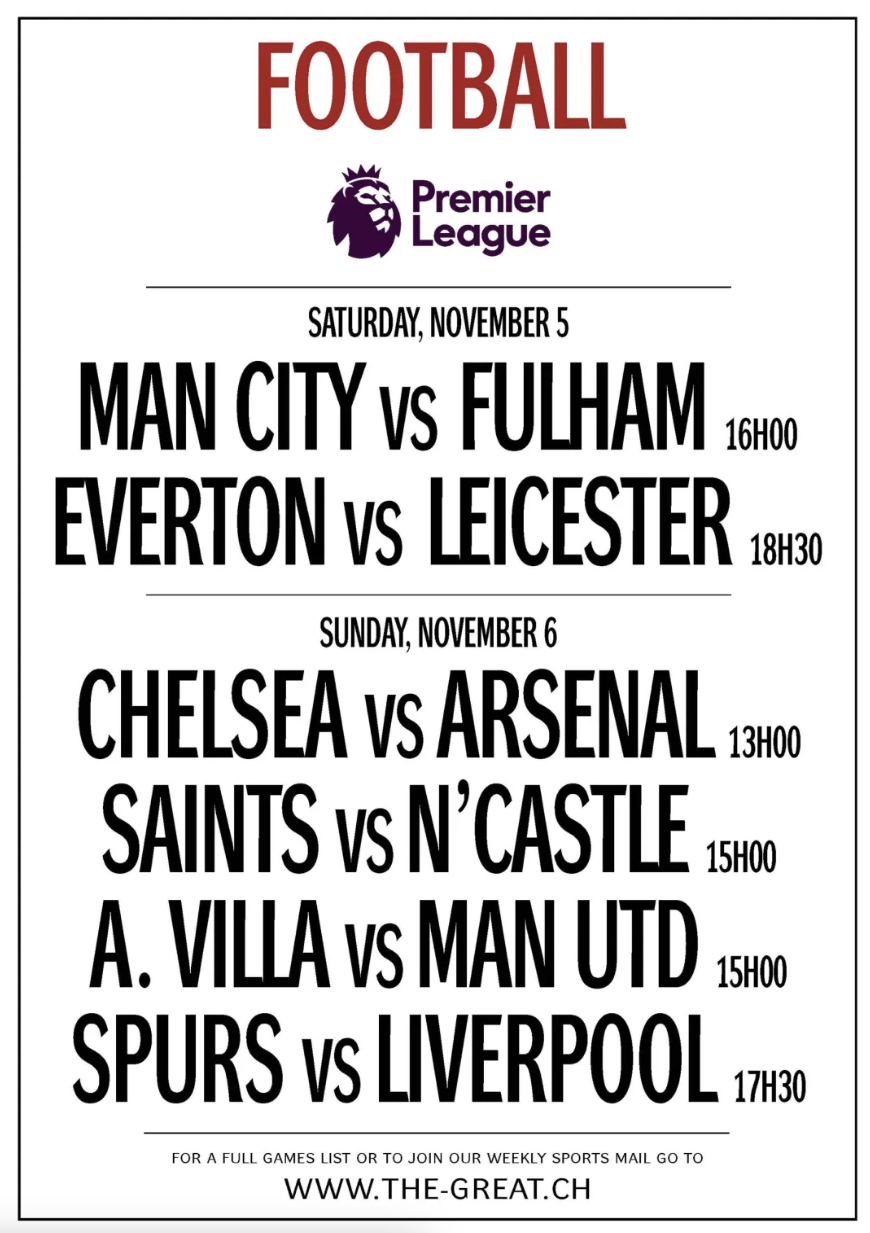 FOOTBALL
Premier
League
SATURDAY, NOVEMBER 5
MAN CITY VS FULHAM 16H00
EVERTON VS LEICESTER 18H30
SUNDAY, NOVEMBER 6
CHELSEA VS ARSENAL 13H00
SAINTS VS N’CASTLE 15H00
A. VILLA VS MAN UTD 15H00
SPURS VS LIVERPOOL 17H30
FOR A FULL GAMES LIST OR TO JOIN OUR WEEKLY SPORTS MAIL GO TO
WWW.THE-GREAT.CH